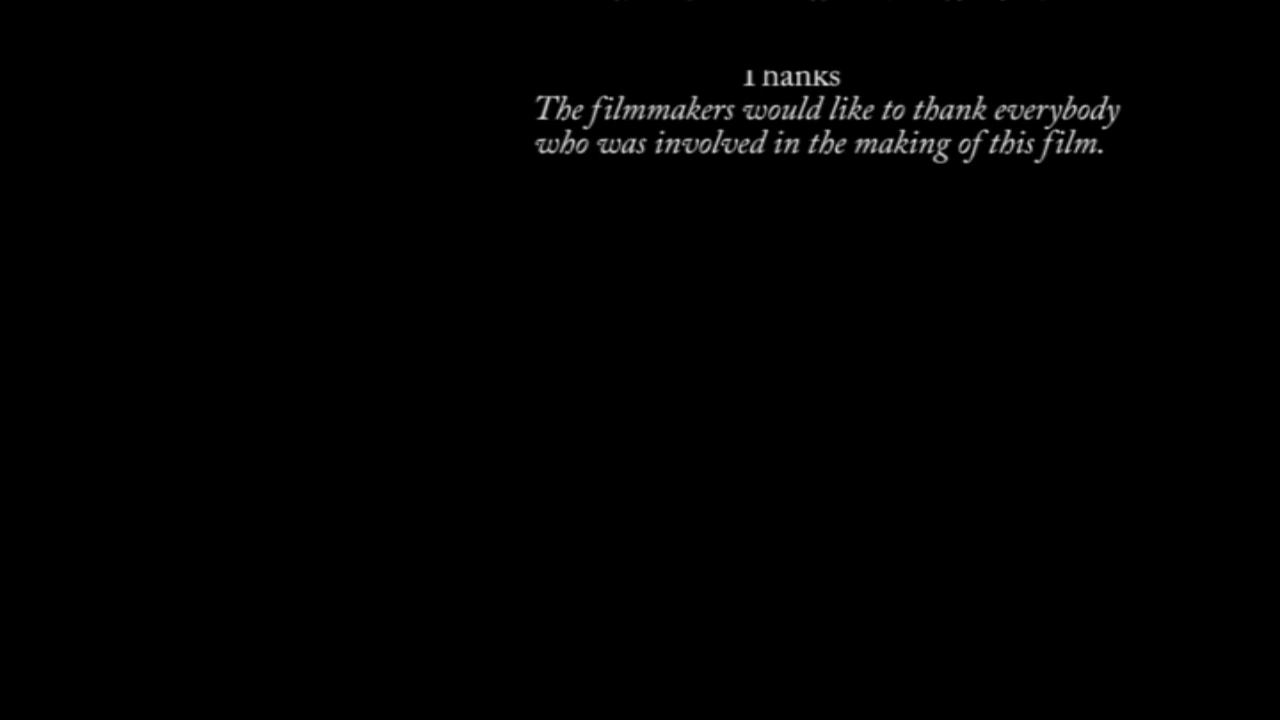 Thanks
The filmmakers would like to thank everybody
who was involved in the making of this film.